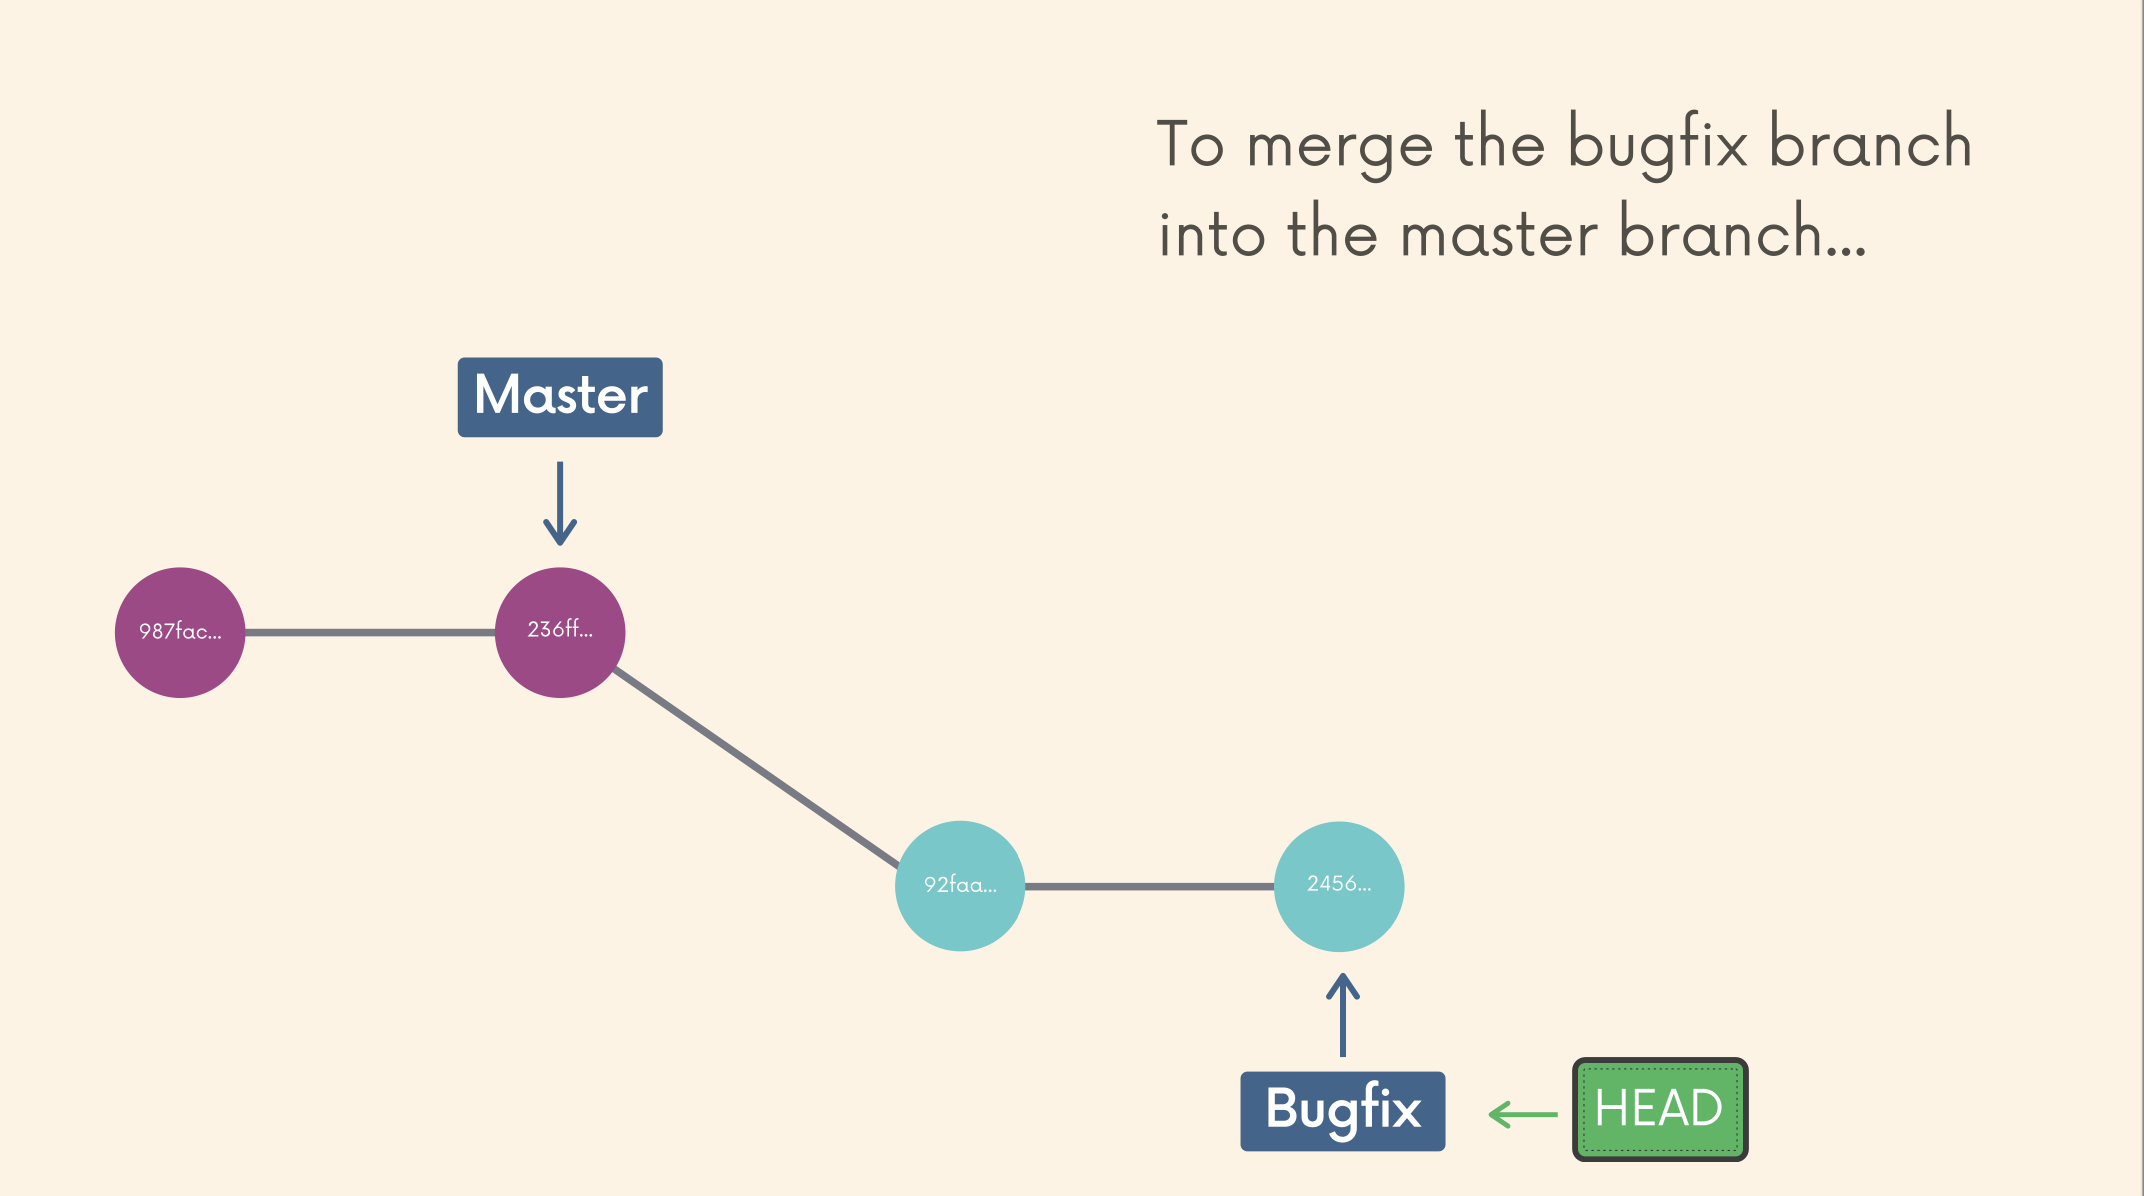 To merge the bugfix branch
into the master branch...
Master
987fac...
236ff...
92faa...
2456...
Bugfix
HEAD